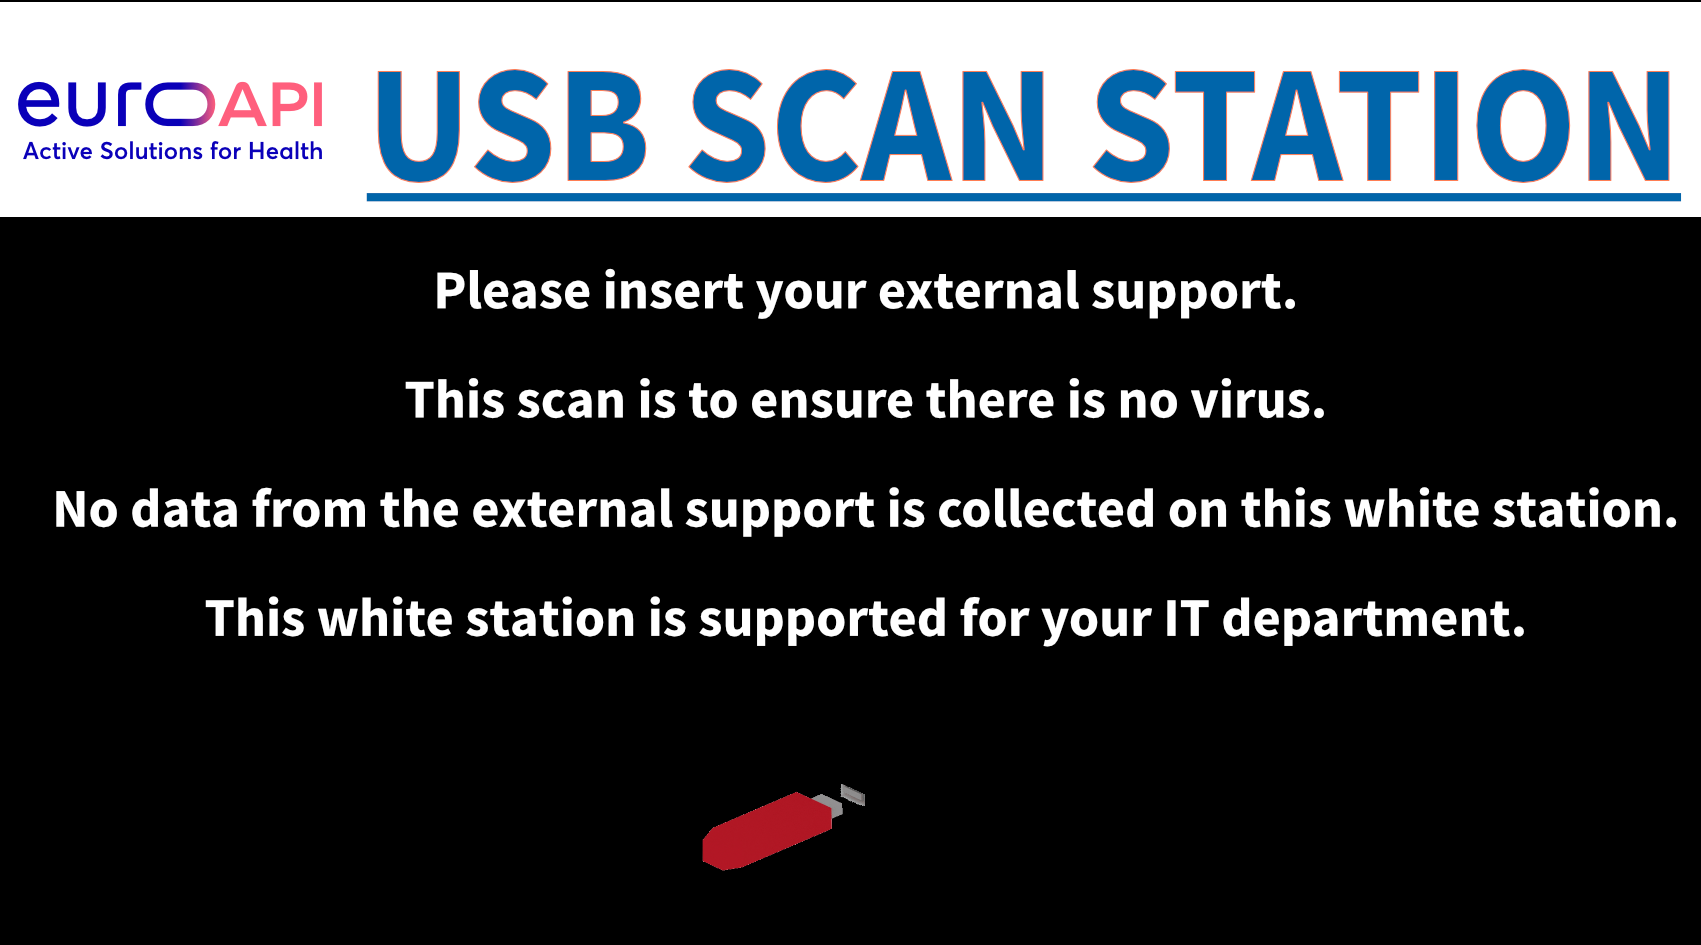 euroAPI
Active Solutions for Health
USB SCAN STATION
Please insert your external support.
This scan is to ensure there is no virus.
No data from the external support is collected on this white station.
This white station is supported for your IT department.